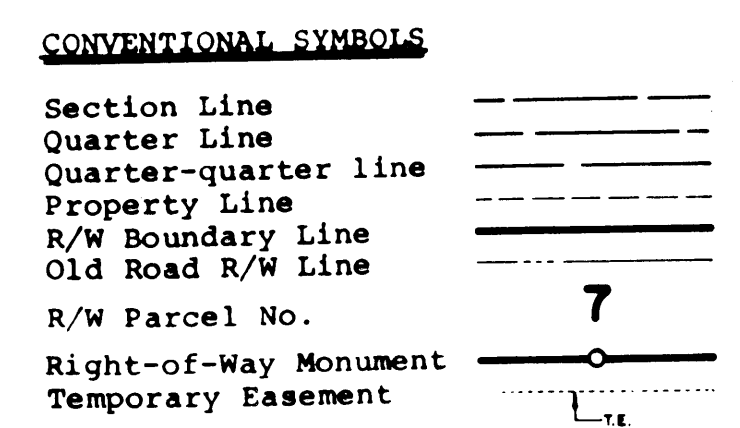 CONVENTIONAL SYMBOLS
Section Line
Quarter Line
Quarter-quarter line
Property Line
R/W Boundary Line
Old Road R/W Line
R/W Parcel No. 7
Right-of-Way Monument
Temporary Easement
T.E.